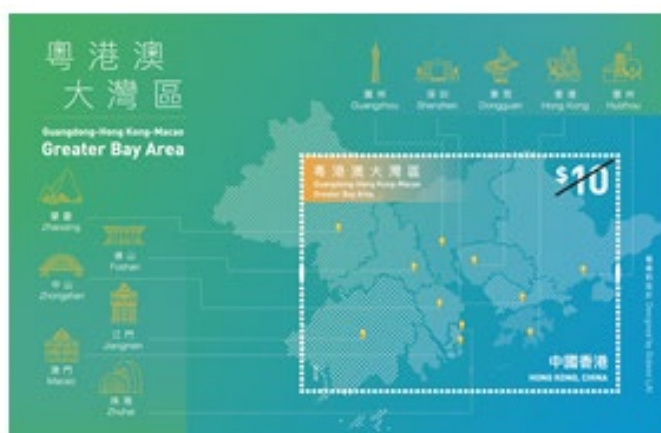 粵港澳
大灣區
Guangdong-Hong Kong-Macao
Greater Bay Area
廣州
Guangzhou
深圳
Shenzhen
東莞
Dongguan
香港
Hong Kong
惠州
Huizhou
肇慶
Zhaoqing
佛山
Foshan
中山
Zhongshan
江門
Jiangmen
澳門
Macao
珠海
Zhuhai
粵港澳大灣區
Guangdong-Hong Kong-Macao
Greater Bay Area
$10
中國香港
HONG KONG, CHINA